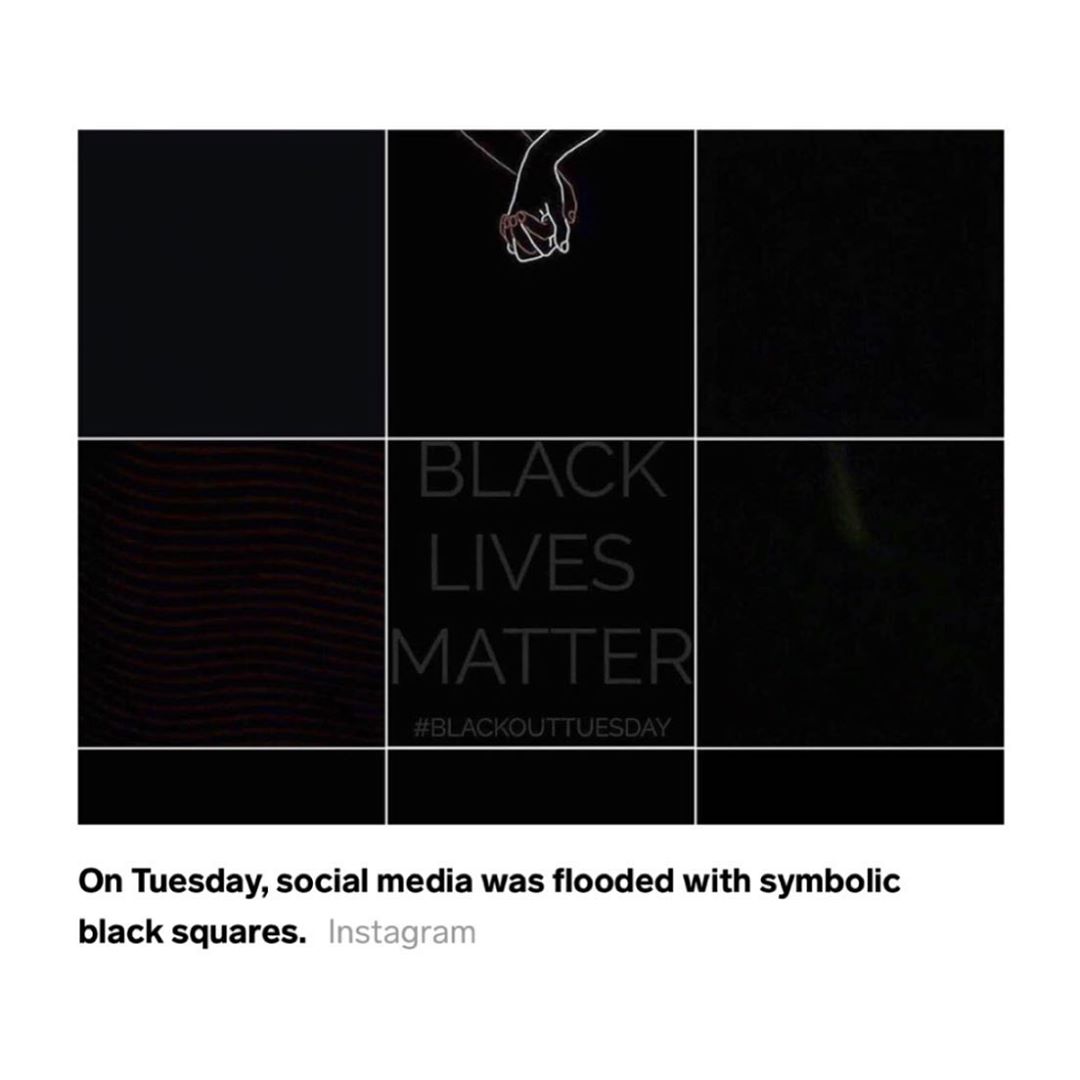 BLACK
LIVES
MATTER
#BLACKOUTTUESDAY
On Tuesday, social media was flooded with symbolic
black squares. Instagram